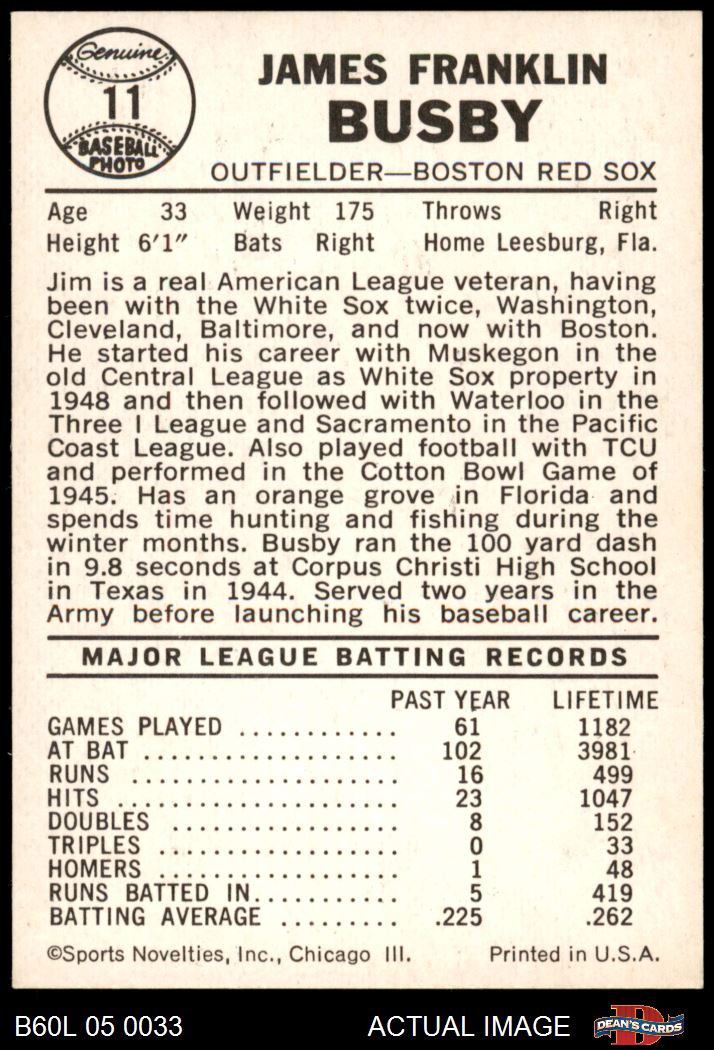 Genuine
11
BASEBALL
PHOTO
JAMES FRANKLIN
BUSBY
OUTFIELDER—BOSTON RED SOX
Age 33 Weight 175 Throws Right
Height 6'1" Bats Right Home Leesburg, Fla.
Jim is a real American League veteran, having
been with the White Sox twice, Washington,
Cleveland, Baltimore, and now with Boston.
He started his career with Muskegon in the
old Central League as White Sox property in
1948 and then followed with Waterloo in the
Three I League and Sacramento in the Pacific
Coast League. Also played football with TCU
and performed in the Cotton Bowl Game of
1945. Has an orange grove in Florida and
spends time hunting and fishing during the
winter months. Busby ran the 100 yard dash
in 9.8 seconds at Corpus Christi High School
in Texas in 1944. Served two years in the
Army before launching his baseball career.
MAJOR LEAGUE BATTING RECORDS
PAST YEAR LIFETIME
GAMES PLAYED ............ 61 1182
AT BAT .................... 102 3981
RUNS ..................... 16 499
HITS ...................... 23 1047
DOUBLES ................. 8 152
TRIPLES .................. 0 33
HOMERS .................. 1 48
RUNS BATTED IN........... 5 419
BATTING AVERAGE ......... .225 .262
©Sports Novelties, Inc., Chicago Ill. Printed in U.S.A.
B60L 05 0033 ACTUAL IMAGE DEAN'S CARDS